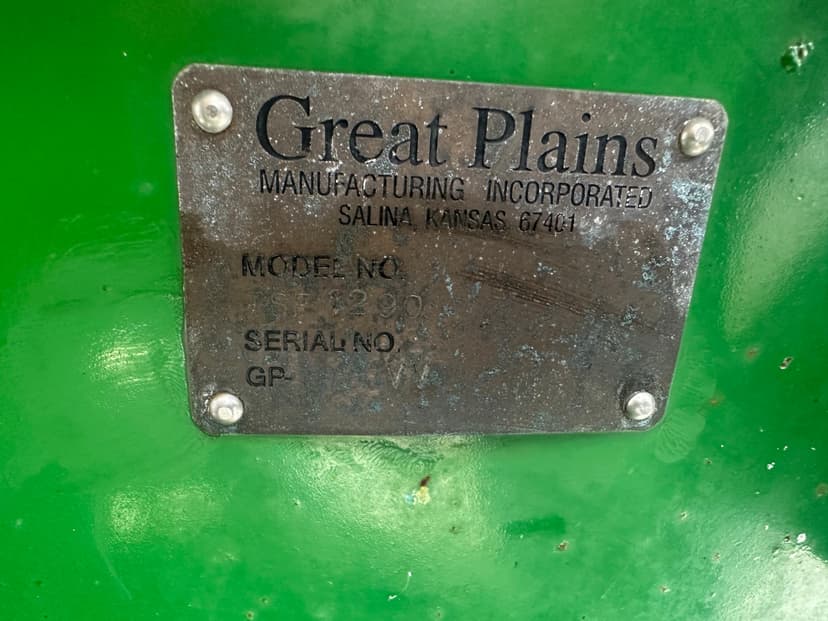 Great Plains
MANUFACTURING INCORPORATED
SALINA, KANSAS 67401
MODEL NO.
SERIAL NO.
GP-